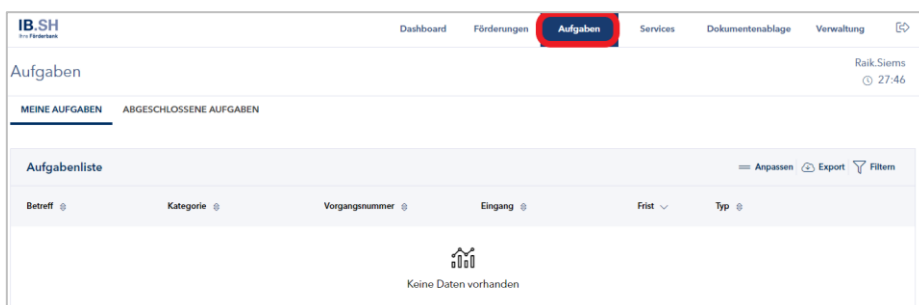 IB.SH
Ihre Förderbank
Dashboard Förderungen Aufgaben Services Dokumentenablage Verwaltung
Aufgaben
Raik.Siems
27:46
MEINE AUFGABEN ABGESCHLOSSENE AUFGABEN
Aufgabenliste Anpassen Export Filtern
Betreff Kategorie Vorgangsnummer Eingang Frist Typ
Keine Daten vorhanden